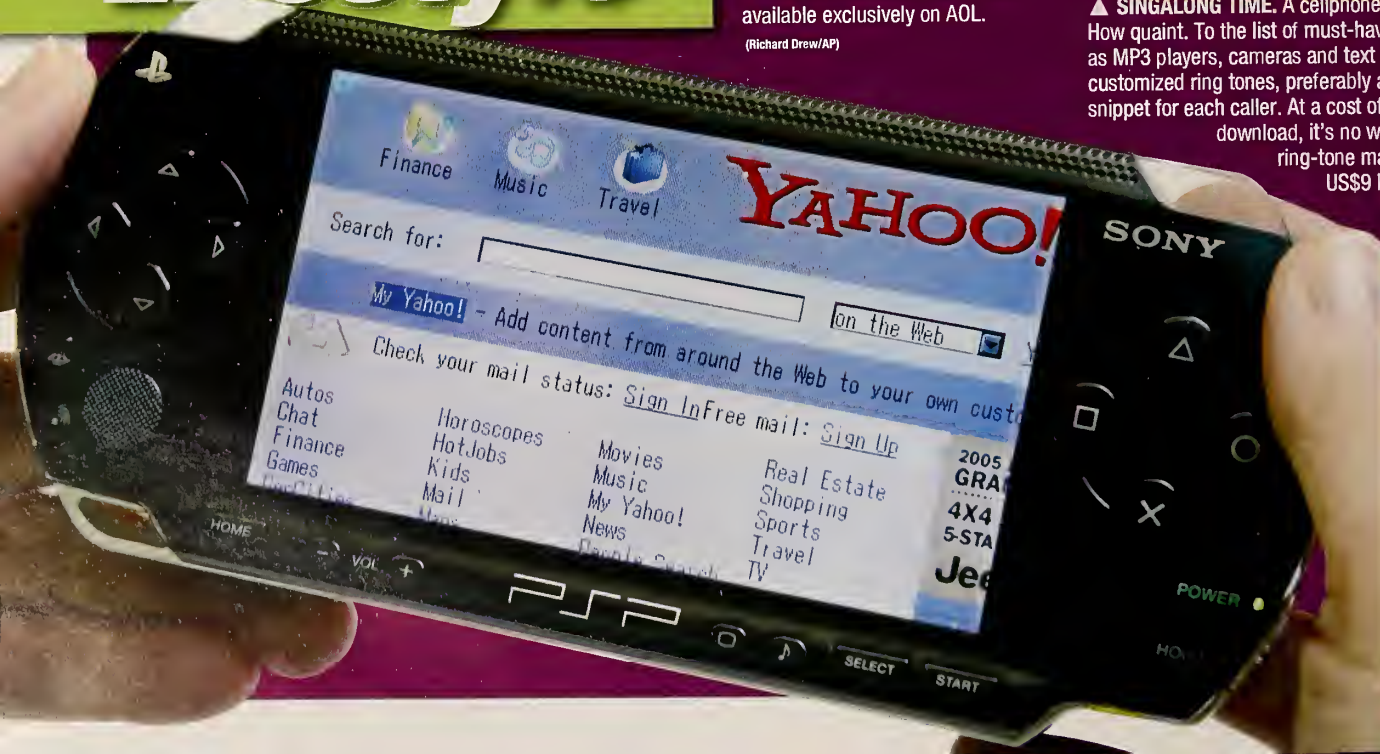 available exclusively on AOL.
(Richard Drew/AP)
▲ SINGALONG TIME. A cellphone
How quaint. To the list of must-hav
as MP3 players, cameras and text
customized ring tones, preferably a
snippet for each caller. At a cost of
download, it's no w
ring-tone ma
US$9
Finance
Music
Travel
YAHOO!
Search for:
on the Web
My Yahoo! - Add content from around the Web to your own custo
Check your mail status: Sign In Free mail: Sign Up
Autos
Chat
Finance
Games
Horoscopes
HotJobs
Kids
Mail
Movies
Music
My Yahoo!
News
People Search
Real Estate
Shopping
Sports
Travel
TV
2005
GRA
4X4
5-STA
Jee
SONY
HOME
VOL
PSP
SELECT
START
POWER